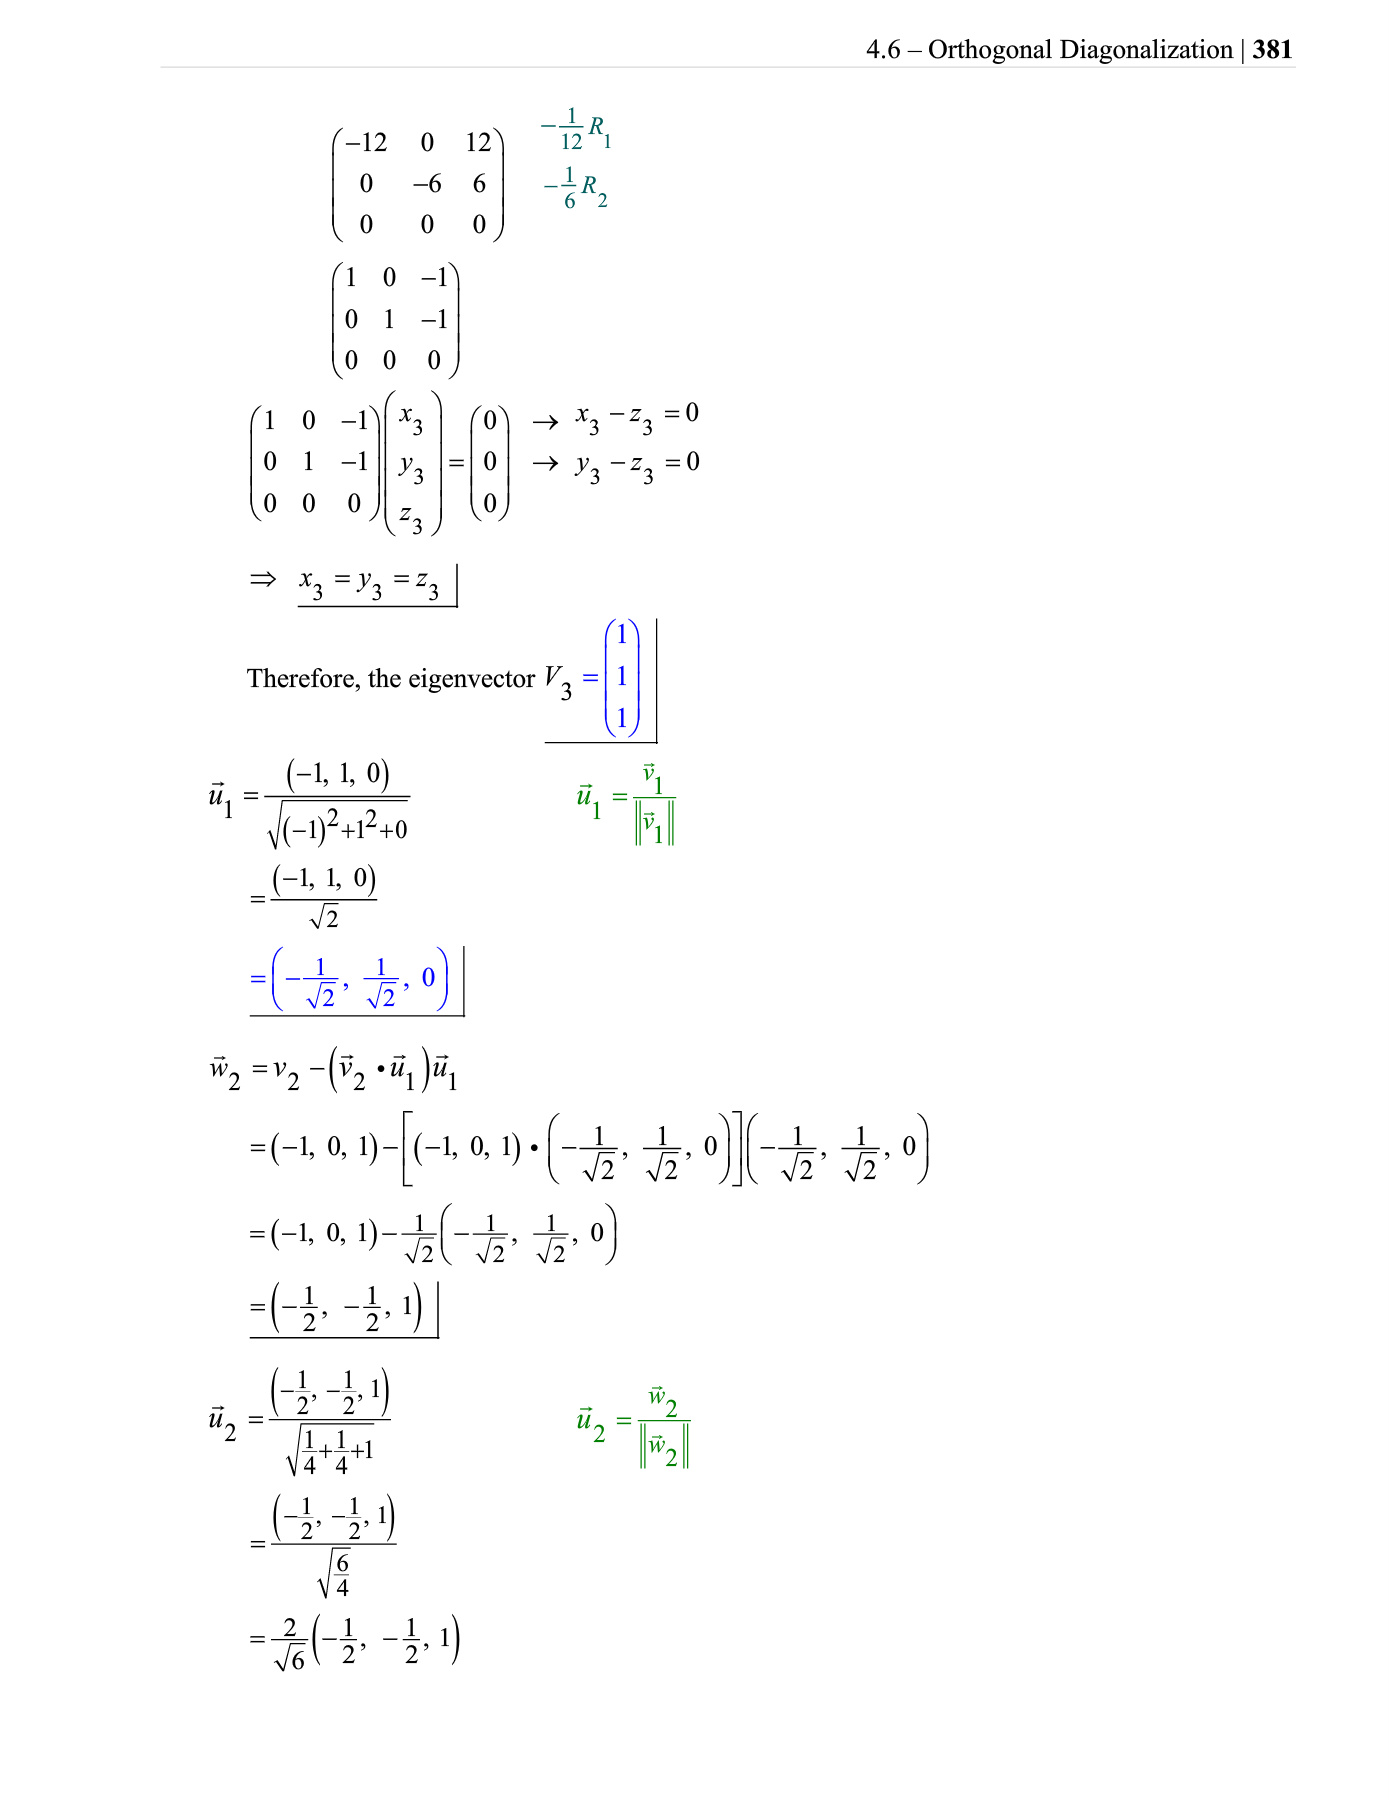 4.6 – Orthogonal Diagonalization | 381
$\begin{pmatrix} -12 & 0 & 12 \\ 0 & -6 & 6 \\ 0 & 0 & 0 \end{pmatrix} \quad \begin{matrix} -\frac{1}{12}R_1 \\ -\frac{1}{6}R_2 \end{matrix}$
$\begin{pmatrix} 1 & 0 & -1 \\ 0 & 1 & -1 \\ 0 & 0 & 0 \end{pmatrix}$
$\begin{pmatrix} 1 & 0 & -1 \\ 0 & 1 & -1 \\ 0 & 0 & 0 \end{pmatrix} \begin{pmatrix} x_3 \\ y_3 \\ z_3 \end{pmatrix} = \begin{pmatrix} 0 \\ 0 \\ 0 \end{pmatrix} \quad \begin{matrix} \rightarrow x_3 - z_3 = 0 \\ \rightarrow y_3 - z_3 = 0 \end{matrix}$
$\Rightarrow x_3 = y_3 = z_3$
Therefore, the eigenvector $V_3 = \begin{pmatrix} 1 \\ 1 \\ 1 \end{pmatrix}$
$\vec{u}_1 = \frac{(-1, 1, 0)}{\sqrt{(-1)^2+1^2+0}} \quad \vec{u}_1 = \frac{\vec{v}_1}{\|\vec{v}_1\|}$
$= \frac{(-1, 1, 0)}{\sqrt{2}}$
$= \left(-\frac{1}{\sqrt{2}}, \frac{1}{\sqrt{2}}, 0\right)$
$\vec{w}_2 = v_2 - (\vec{v}_2 \bullet \vec{u}_1)\vec{u}_1$
$= (-1, 0, 1) - \left[(-1, 0, 1) \bullet \left(-\frac{1}{\sqrt{2}}, \frac{1}{\sqrt{2}}, 0\right)\right]\left(-\frac{1}{\sqrt{2}}, \frac{1}{\sqrt{2}}, 0\right)$
$= (-1, 0, 1) - \frac{1}{\sqrt{2}}\left(-\frac{1}{\sqrt{2}}, \frac{1}{\sqrt{2}}, 0\right)$
$= \left(-\frac{1}{2}, -\frac{1}{2}, 1\right)$
$\vec{u}_2 = \frac{\left(-\frac{1}{2}, -\frac{1}{2}, 1\right)}{\sqrt{\frac{1}{4}+\frac{1}{4}+1}} \quad \vec{u}_2 = \frac{\vec{w}_2}{\|\vec{w}_2\|}$
$= \frac{\left(-\frac{1}{2}, -\frac{1}{2}, 1\right)}{\sqrt{\frac{6}{4}}}$
$= \frac{2}{\sqrt{6}}\left(-\frac{1}{2}, -\frac{1}{2}, 1\right)$